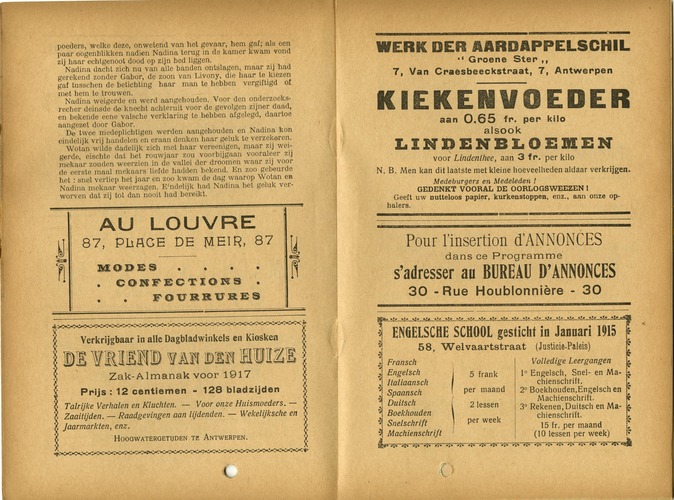 poeders, welke deze, onwetend van het gevaar, hem gaf; als een
paar oogenblikken nadien Nadina terug in de kamer kwam vond
zij haar echtgenoot dood op zijn bed liggen.
Nadina dacht zich nu van alle banden ontslagen, maar zij had
gerekend zonder Gabor, de zoon van Livony, die haar te kiezen
gaf tusschen de betichting haar man te hebben vergiftigd of
met hem te trouwen.
Nadina weigerde en werd aangehouden. Voor den onderzoeks-
rechter deinsde de knecht achteruit voor de gevolgen zijner daad,
en bekende eene valsche verklaring te hebben afgelegd, daartoe
aangezet door Gabor.
De twee medeplichtigen werden aangehouden en Nadina kon
eindelijk vrij handelen en eraan denken haar geluk te verzekeren.
Wotan wilde dadelijk zich met haar vereenigen, maar zij wei-
gerde, eischte dat het rouwjaar zou voorbijgaan vooraleer zij
mekaar zouden weerzien in de vallei der droomen waar zij voor
de eerste maal mekaars liefde hadden bekend. En zoo gebeurde
het : snel verliep het jaar en zoo kwam de dag waarop Wotan en
Nadina mekaar weerzagen. Eindelijk had Nadina het geluk ver-
worven dat zij tot dan nooit had bereikt.
AU LOUVRE
87, PLACE DE MEIR, 87
MODES . . . .
. CONFECTIONS .
. . FOURRURES
Verkrijgbaar in alle Dagbladwinkels en Kiosken
DE VRIEND VAN DEN HUIZE
Zak-Almanak voor 1917
Prijs : 12 centiemen - 128 bladzijden
Talrijke Verhalen en Kluchten. — Voor onze Huismoeders. —
Zaaitijden. — Raadgevingen aan lijdenden. — Wekelijksche en
Jaarmarkten, enz.
HOOGWATERGETIJDEN TE ANTWERPEN.
WERK DER AARDAPPELSCHIL
" Groene Ster ,,
7, Van Craesbeeckstraat, 7, Antwerpen
KIEKENVOEDER
aan 0.65 fr. per kilo
alsook
LINDENBLOEMEN
voor Lindenthee, aan 3 fr. per kilo
N. B. Men kan dit laatste met kleine hoeveelheden aldaar verkrijgen.
Medeburgers en Medeleden !
GEDENKT VOORAL DE OORLOGSWEEZEN !
Geeft uw nutteloos papier, kurkenstoppen, enz., aan onze op-
halers.
Pour l'insertion d'ANNONCES
dans ce Programme
s'adresser au BUREAU D'ANNONCES
30 - Rue Houblonnière - 30
ENGELSCHE SCHOOL gesticht in Januari 1915
58, Welvaartstraat (Justicie-Paleis)
Fransch
Engelsch
Italiaansch
Spaansch
Duitsch
Boekhouden
Snelschrift
Machienschrift
5 frank
per maand
2 lessen
per week
Volledige Leergangen
1° Engelsch, Snel- en Ma-
chienschrift.
2° Boekhouden, Engelsch en
Machienschrift.
3° Rekenen, Duitsch en Ma-
chienschrift.
15 fr. per maand
(10 lessen per week)